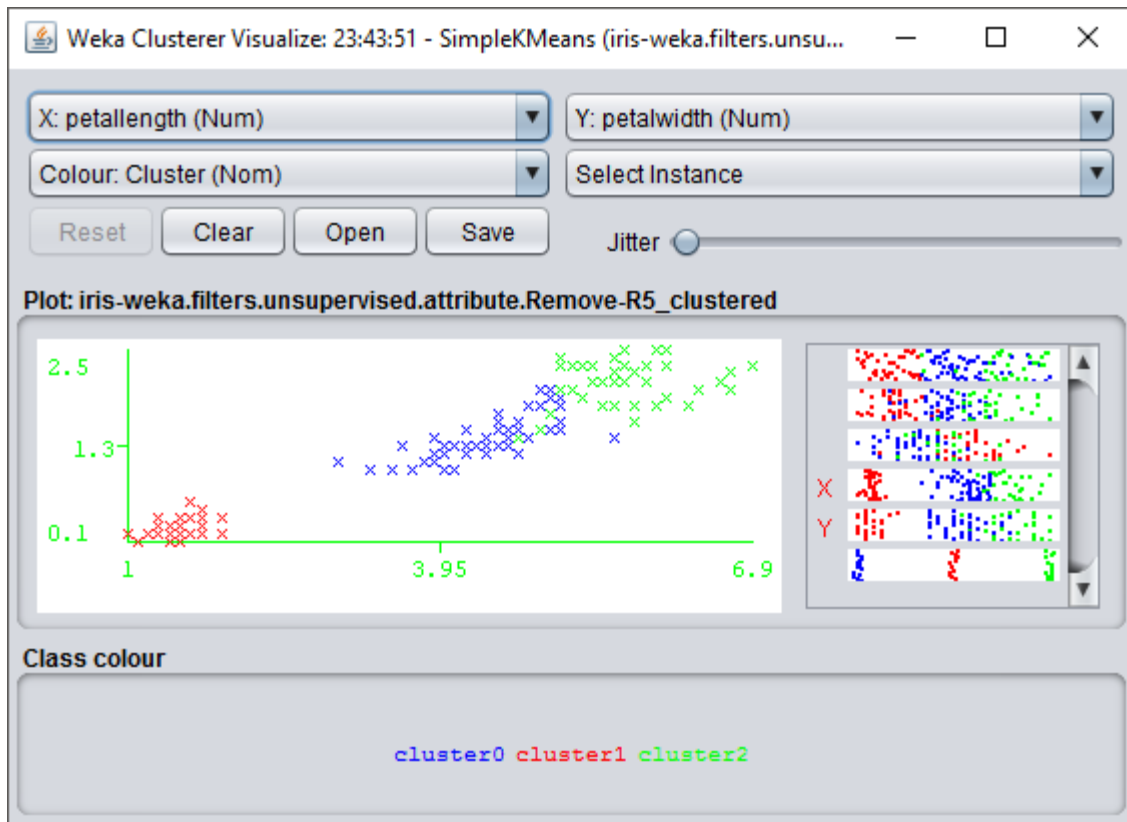 Weka Clusterer Visualize: 23:43:51 - SimpleKMeans (iris-weka.filters.unsu...
X: petallength (Num) Y: petalwidth (Num)
Colour: Cluster (Nom) Select Instance
Reset Clear Open Save Jitter
Plot: iris-weka.filters.unsupervised.attribute.Remove-R5_clustered
2.5
1.3
0.1
1 3.95 6.9
X
Y
Class colour
cluster0 cluster1 cluster2